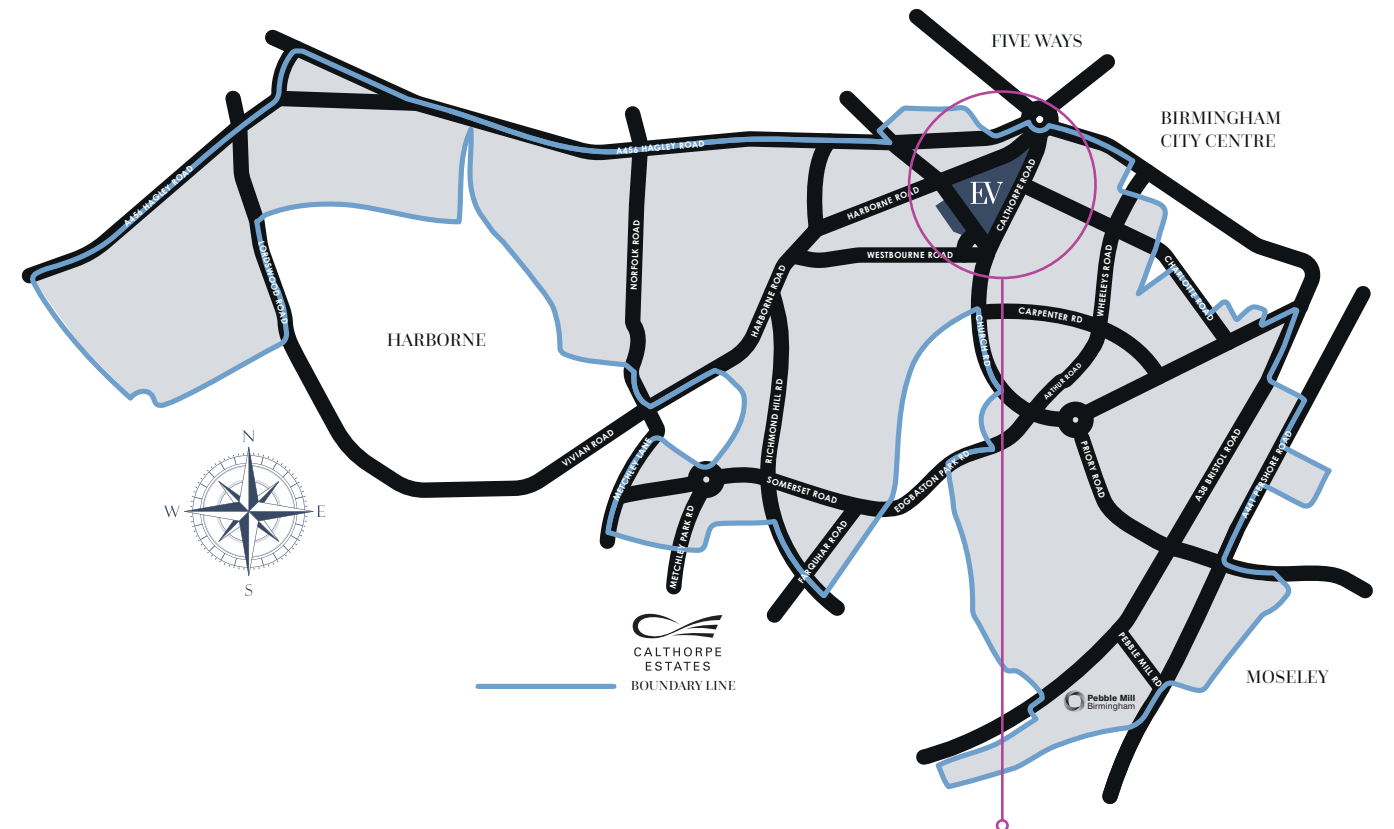 FIVE WAYS
BIRMINGHAM
CITY CENTRE
A456 HAGLEY ROAD
A456 HAGLEY ROAD
LORDSWOOD ROAD
NORFOLK ROAD
HARBORNE ROAD
EV
CALTHORPE ROAD
WESTBOURNE ROAD
HARBORNE ROAD
WHEELEYS ROAD
CHARLOTTE ROAD
CARPENTER RD
CHURCH RD
ARTHUR ROAD
HARBORNE
RICHMOND HILL RD
VIVIAN ROAD
METCHLEY LANE
SOMERSET ROAD
EDGBASTON PARK RD
PRIORY ROAD
A38 BRISTOL ROAD
A441 PERSHORE ROAD
METCHLEY PARK RD
FARQUHAR ROAD
N
W
E
S
CALTHORPE
ESTATES
BOUNDARY LINE
PEBBLE MILL RD
MOSELEY
Pebble Mill
Birmingham